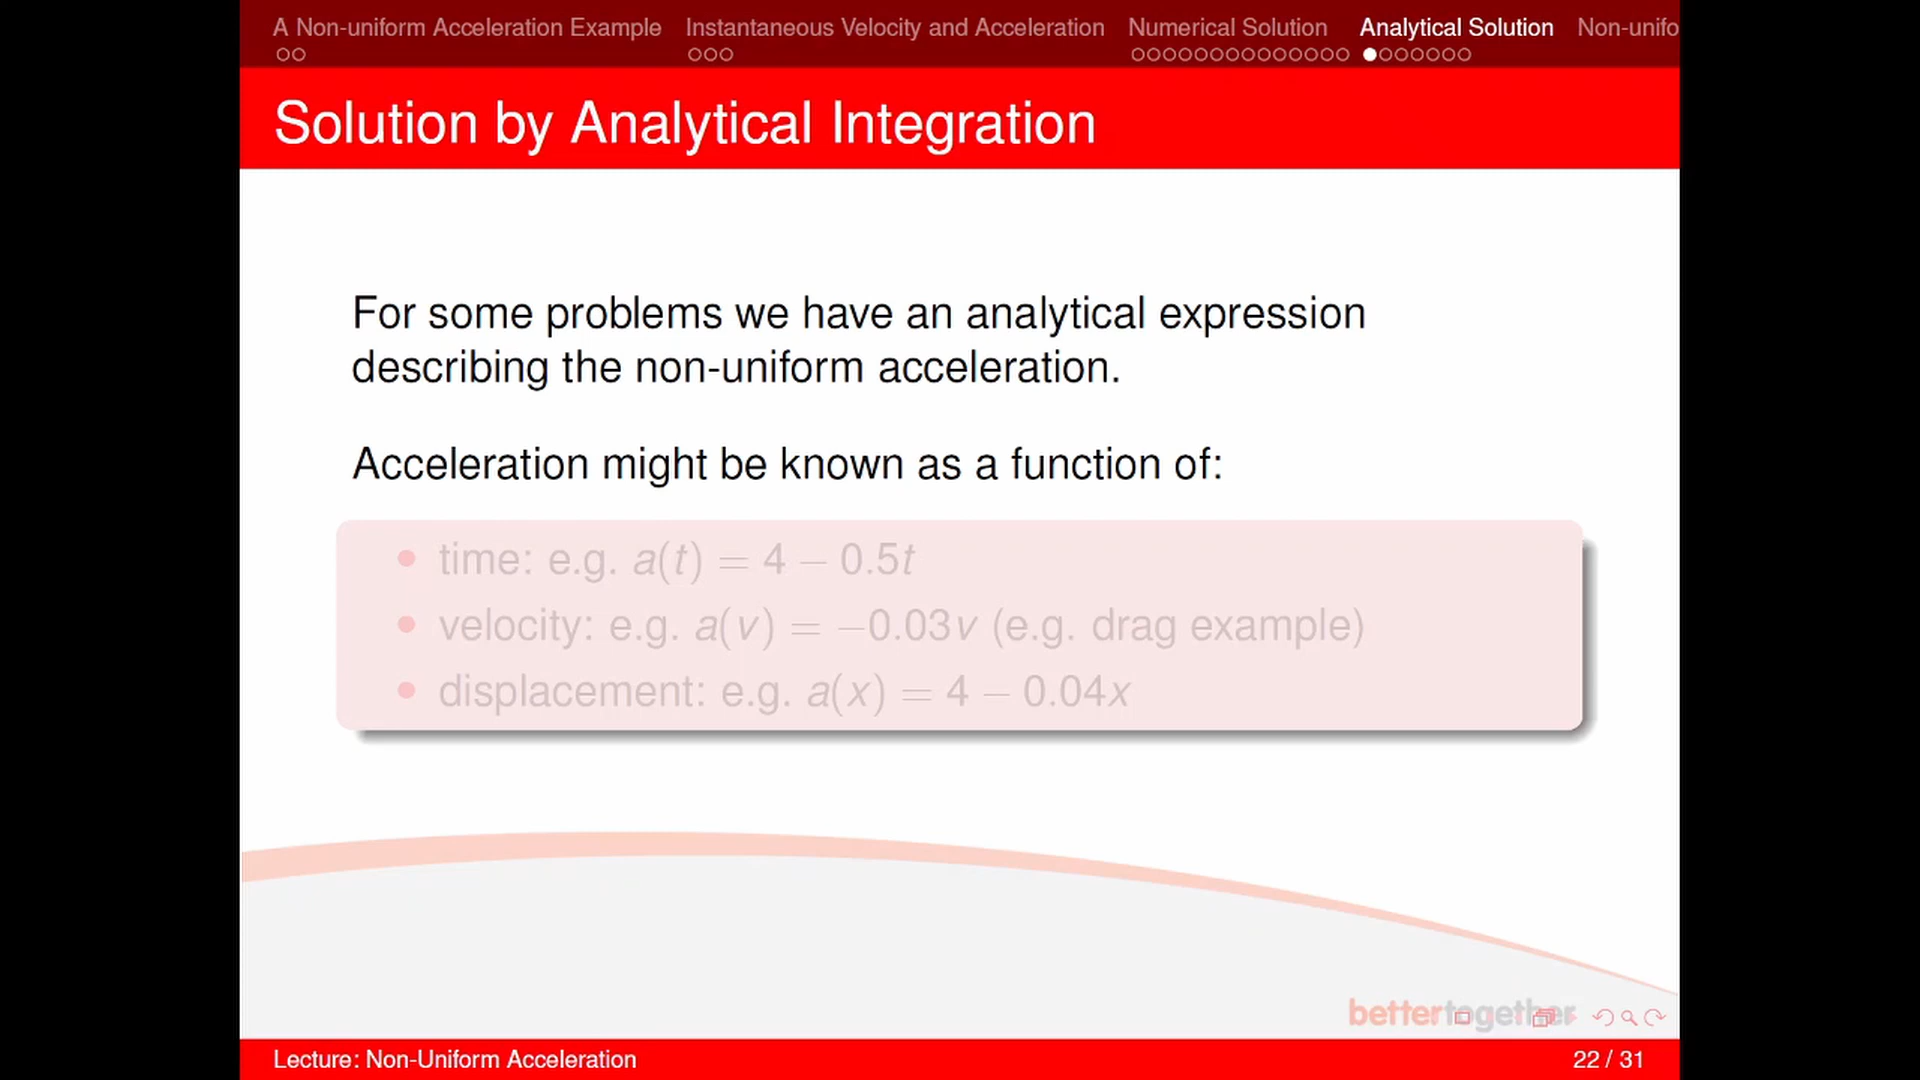 A Non-uniform Acceleration Example Instantaneous Velocity and Acceleration Numerical Solution Analytical Solution Non-unifo
Solution by Analytical Integration
For some problems we have an analytical expression
describing the non-uniform acceleration.
Acceleration might be known as a function of:
• time: e.g. a(t) = 4 − 0.5t
• velocity: e.g. a(v) = −0.03v (e.g. drag example)
• displacement: e.g. a(x) = 4 − 0.04x
bettertogether
Lecture: Non-Uniform Acceleration 22 / 31